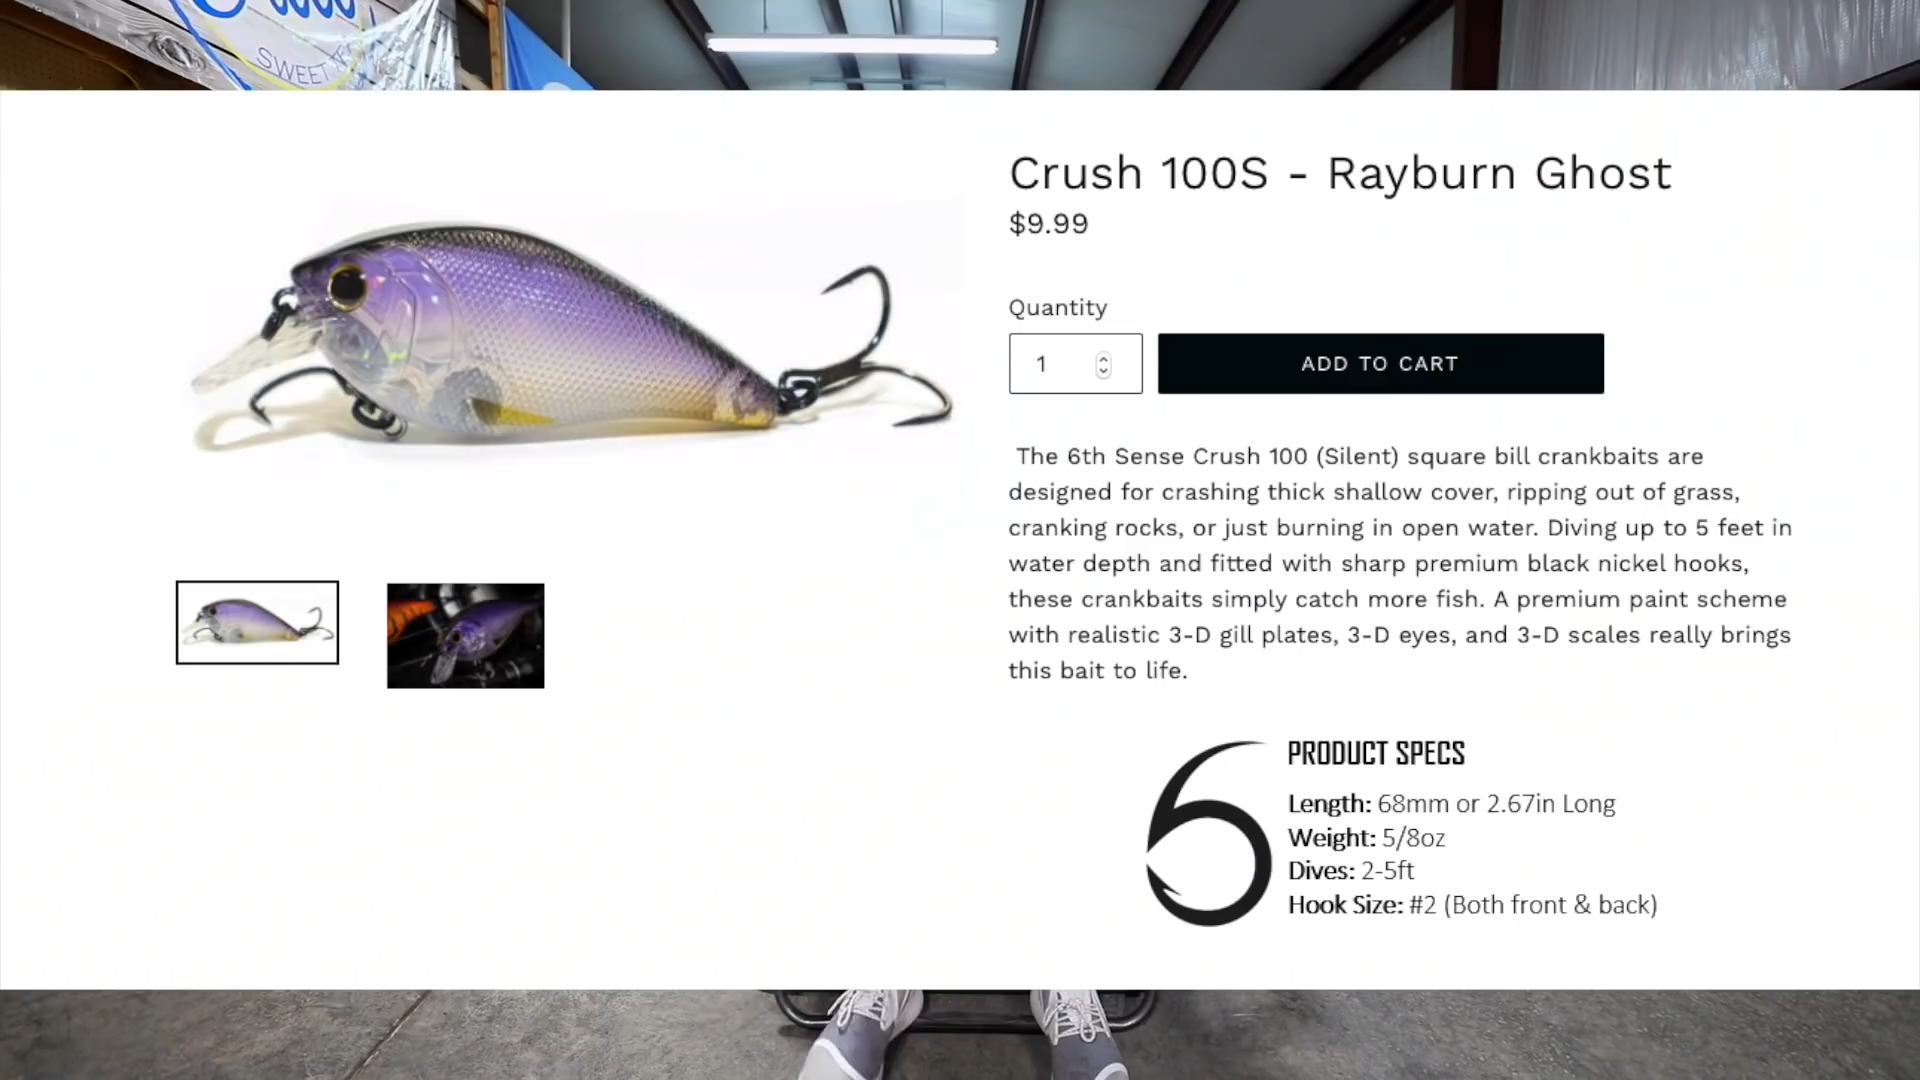 SWEET
Crush 100S - Rayburn Ghost
$9.99
Quantity
1
ADD TO CART
The 6th Sense Crush 100 (Silent) square bill crankbaits are
designed for crashing thick shallow cover, ripping out of grass,
cranking rocks, or just burning in open water. Diving up to 5 feet in
water depth and fitted with sharp premium black nickel hooks,
these crankbaits simply catch more fish. A premium paint scheme
with realistic 3-D gill plates, 3-D eyes, and 3-D scales really brings
this bait to life.
6
PRODUCT SPECS
Length: 68mm or 2.67in Long
Weight: 5/8oz
Dives: 2-5ft
Hook Size: #2 (Both front & back)